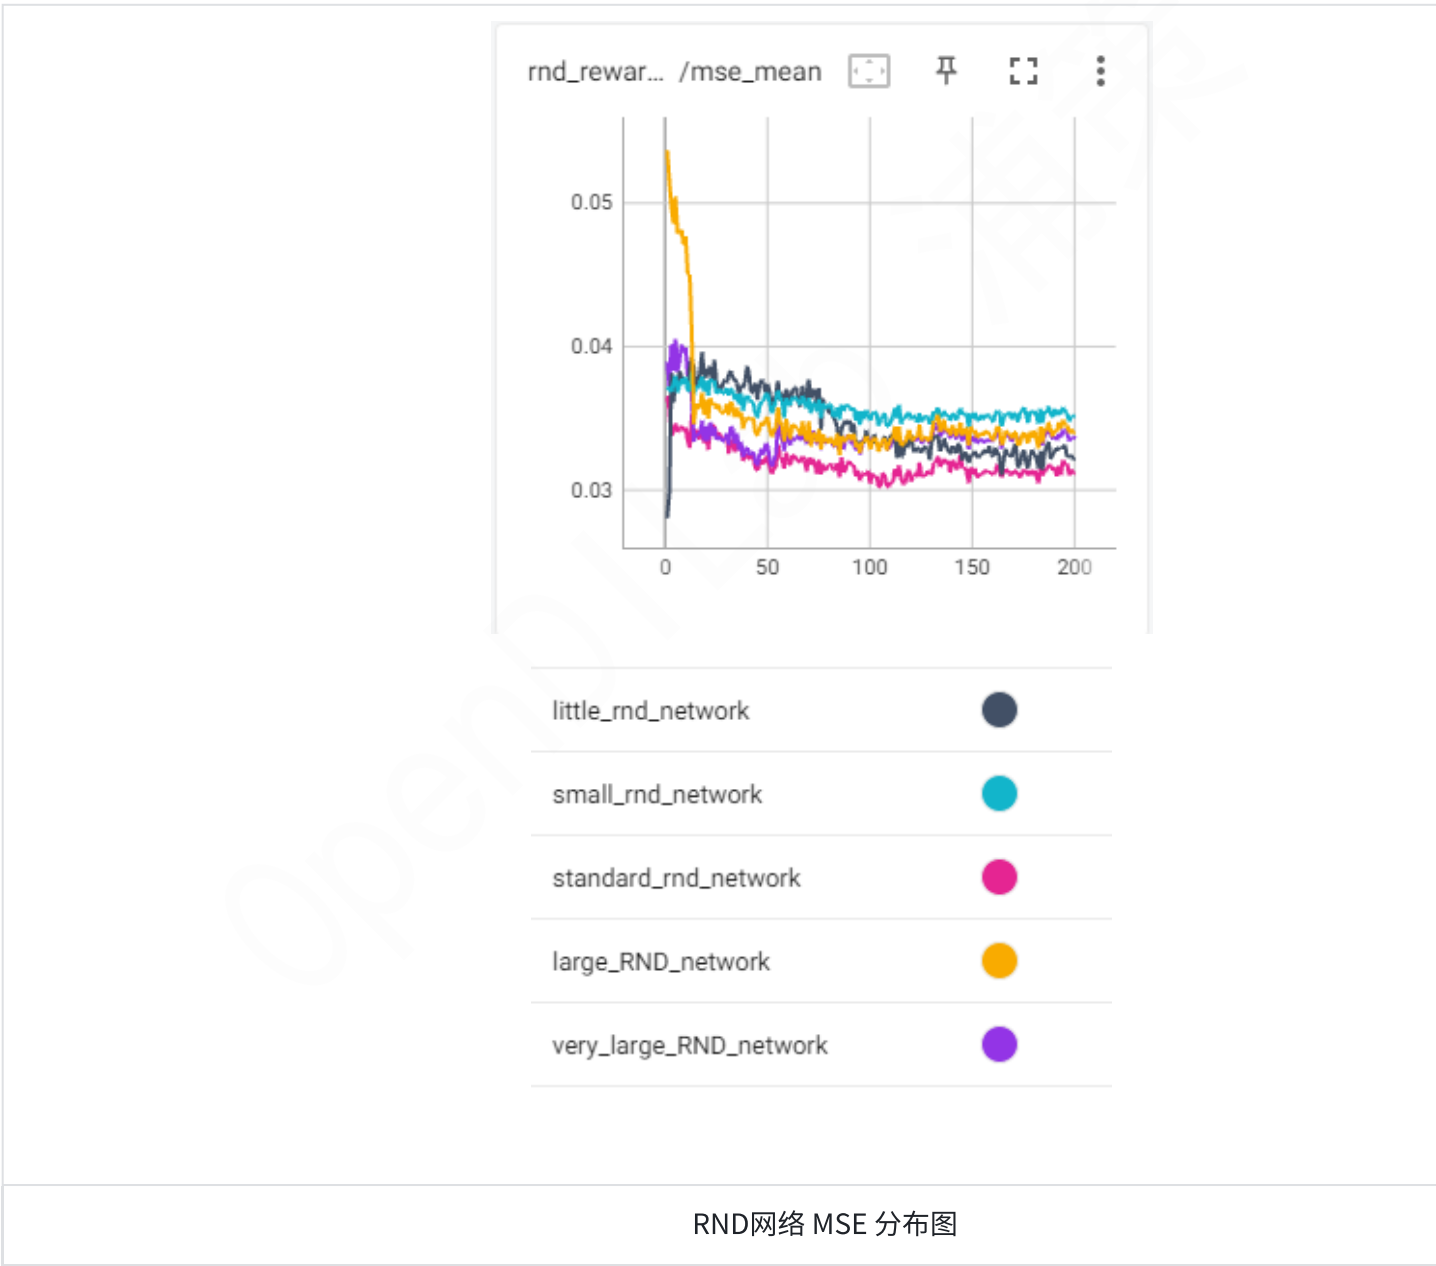 rnd_rewar... /mse_mean
0.05
0.04
0.03
0 50 100 150 200
little_rnd_network
small_rnd_network
standard_rnd_network
large_RND_network
very_large_RND_network
RND网络 MSE 分布图